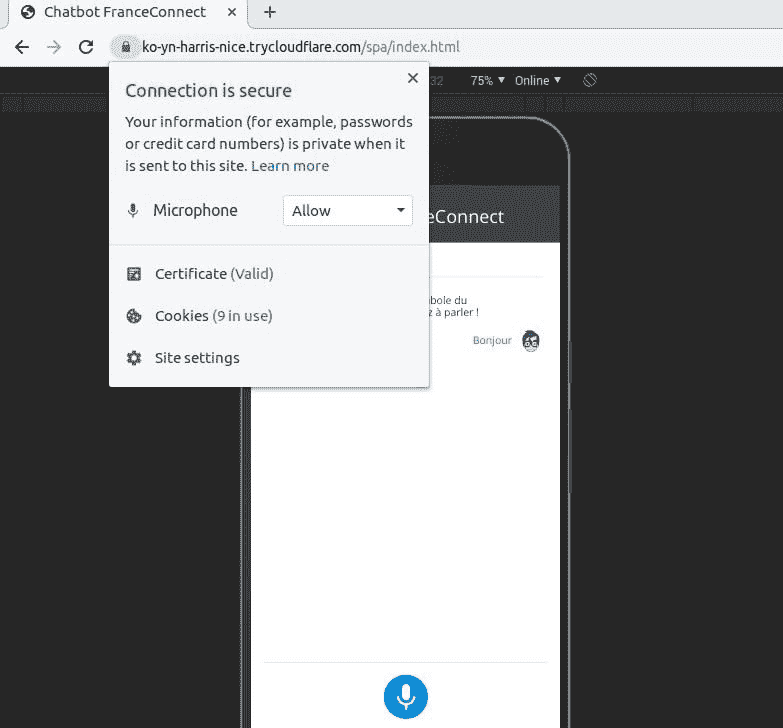 Chatbot FranceConnect
ko-yn-harris-nice.trycloudflare.com/spa/index.html
32 75% Online
Connection is secure
Your information (for example, passwords
or credit card numbers) is private when it
is sent to this site. Learn more
Microphone Allow
eConnect
Certificate (Valid)
bole du
z à parler !
Cookies (9 in use)
Bonjour
Site settings